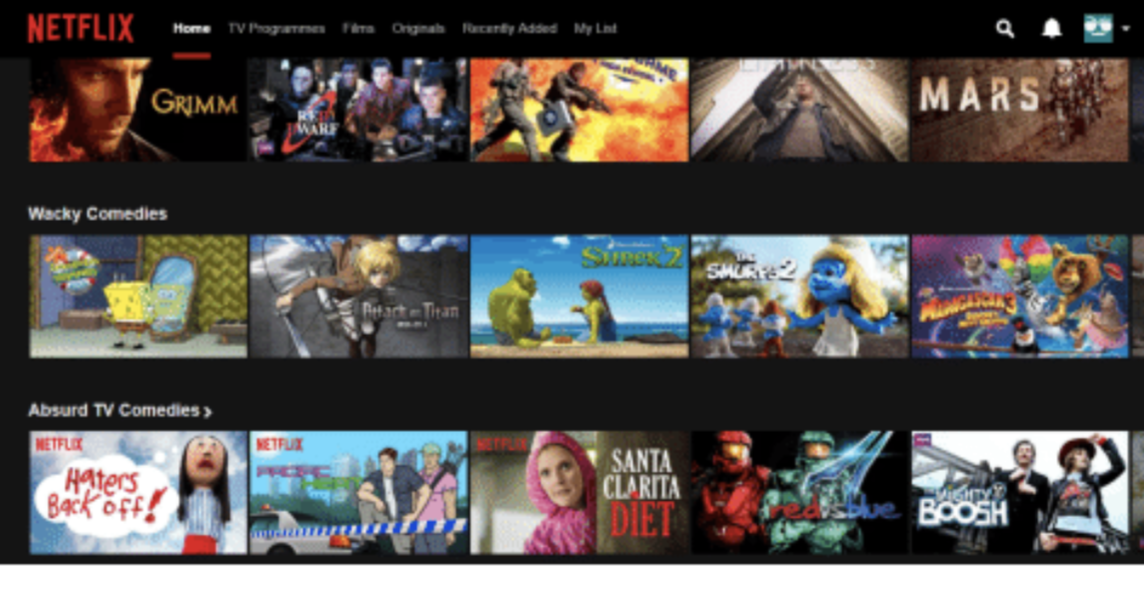 NETFLIX Home TV Programmes Films Originals Recently Added My List
GRIMM
RED
DWARF
MARS
Wacky Comedies
Attack on Titan
SHREK 2
THE
SMURFS 2
MADAGASCAR 3
Absurd TV Comedies >
NETFLIX
Haters
Back off!
NETFLIX
PACIFIC
HEAT
NETFLIX
SANTA
CLARITA
DIET
red vs blue
MIGHTY
BOOSH